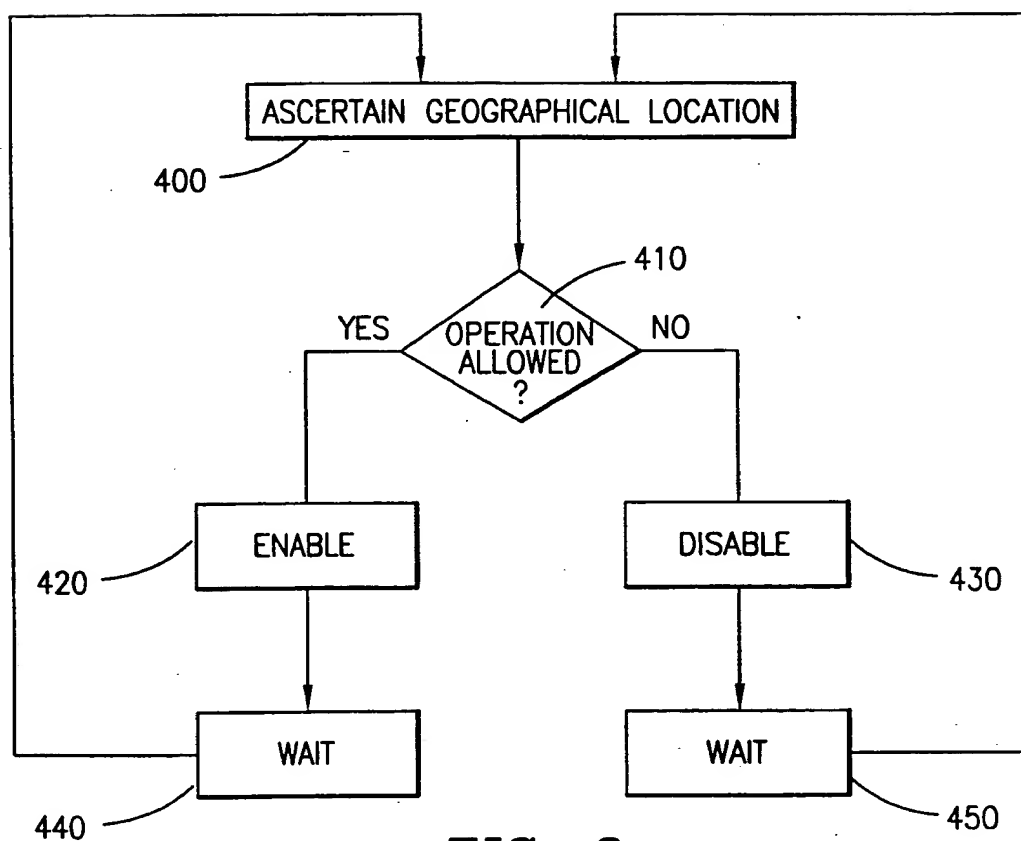 ASCERTAIN GEOGRAPHICAL LOCATION
400
410
YES
OPERATION
ALLOWED
?
NO
ENABLE
DISABLE
420
430
WAIT
WAIT
440
450